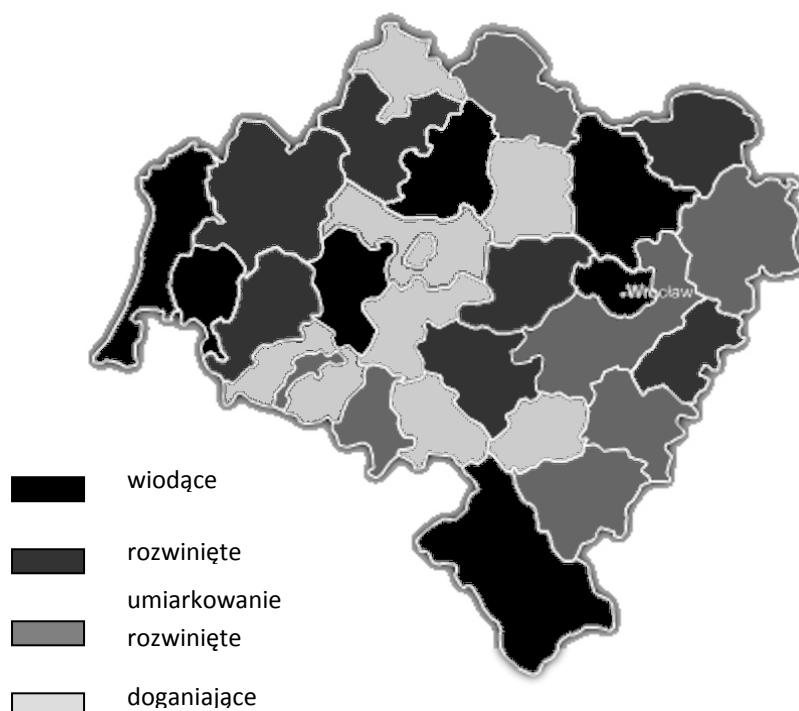 Wrocław
wiodące
rozwinięte
umiarkowanie
rozwinięte
doganiające